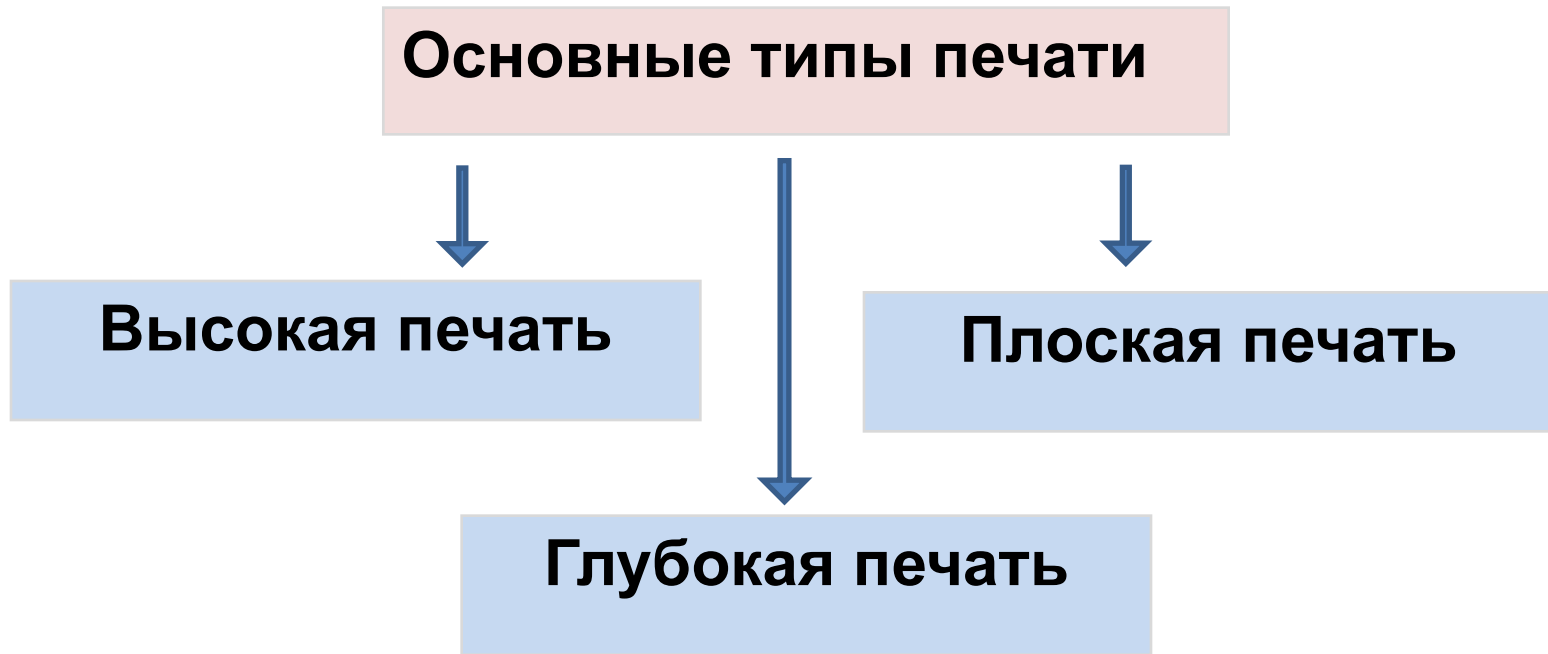 Основные типы печати
Высокая печать
Плоская печать
Глубокая печать